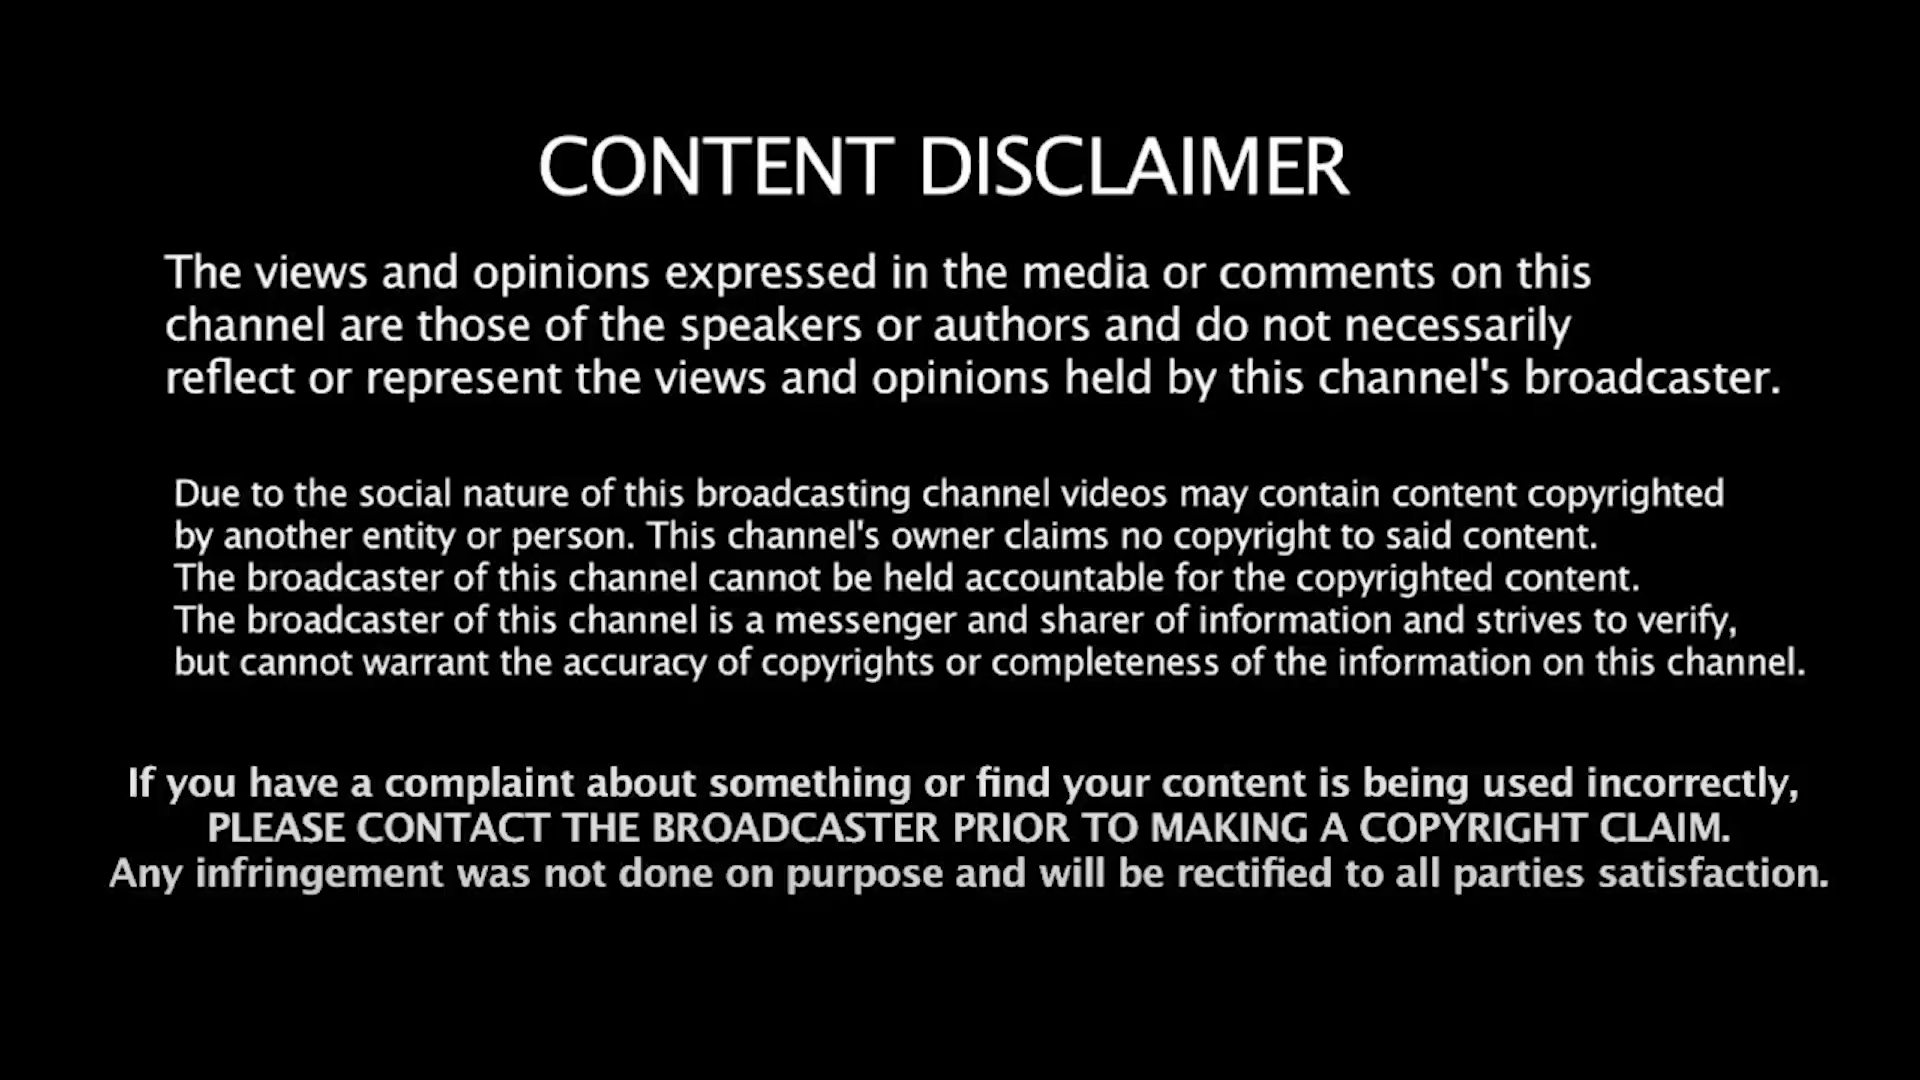 CONTENT DISCLAIMER
The views and opinions expressed in the media or comments on this
channel are those of the speakers or authors and do not necessarily
reflect or represent the views and opinions held by this channel's broadcaster.
Due to the social nature of this broadcasting channel videos may contain content copyrighted
by another entity or person. This channel's owner claims no copyright to said content.
The broadcaster of this channel cannot be held accountable for the copyrighted content.
The broadcaster of this channel is a messenger and sharer of information and strives to verify,
but cannot warrant the accuracy of copyrights or completeness of the information on this channel.
If you have a complaint about something or find your content is being used incorrectly,
PLEASE CONTACT THE BROADCASTER PRIOR TO MAKING A COPYRIGHT CLAIM.
Any infringement was not done on purpose and will be rectified to all parties satisfaction.